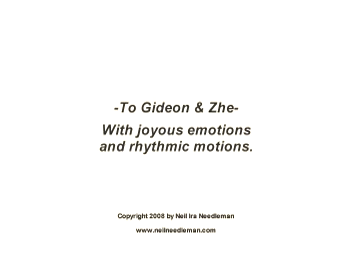 -To Gideon & Zhe-
With joyous emotions
and rhythmic motions.
Copyright 2008 by Neil Ira Needleman
www.neilneedleman.com